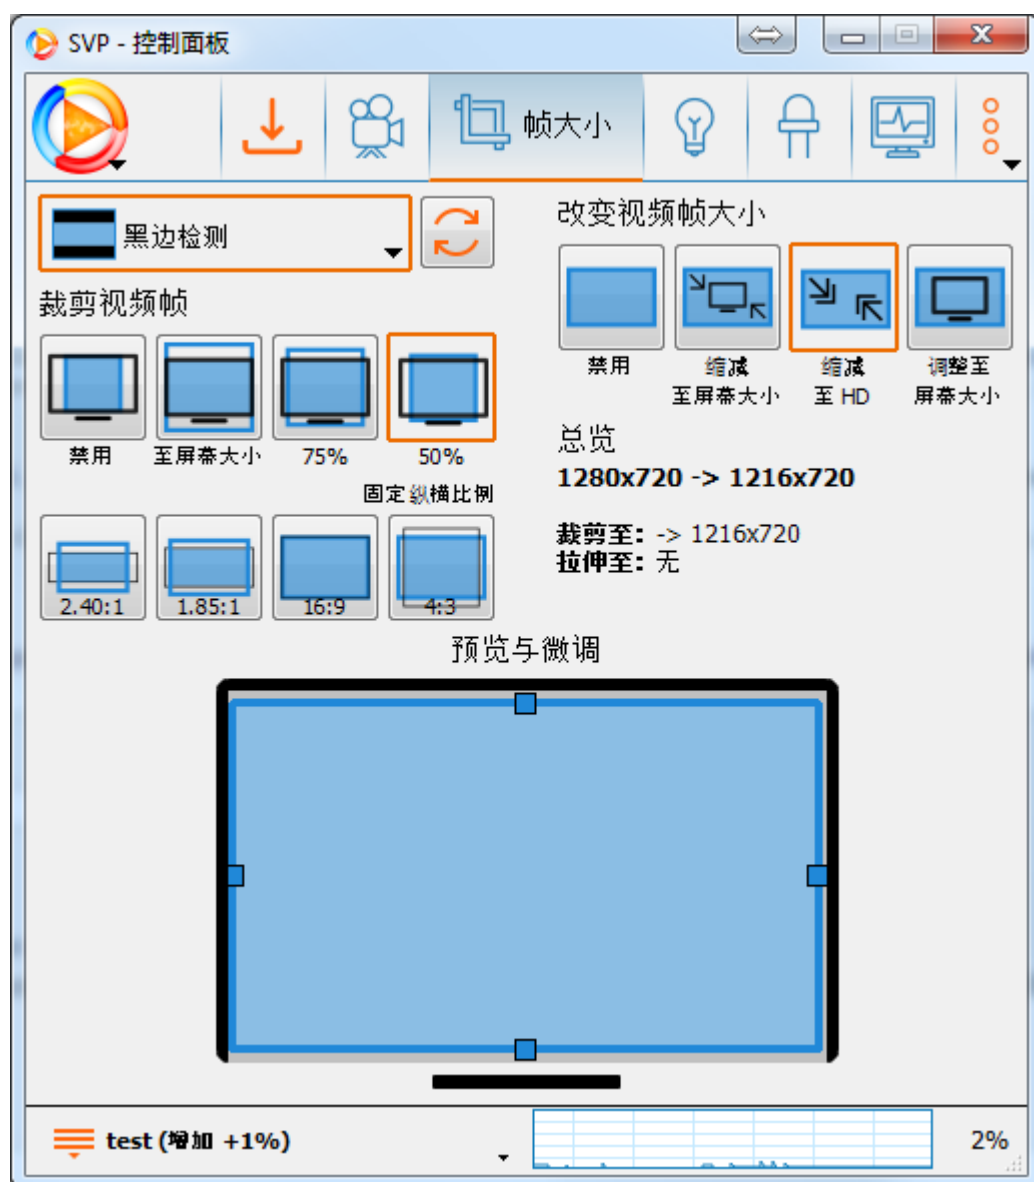 SVP - 控制面板
帧大小
黑边检测
裁剪视频帧
禁用
至屏幕大小
75%
50%
固定纵横比例
2.40:1
1.85:1
16:9
4:3
改变视频帧大小
禁用
缩减
至屏幕大小
缩减
至 HD
调整至
屏幕大小
总览
1280x720 -> 1216x720
裁剪至: -> 1216x720
拉伸至: 无
预览与微调
test (增加 +1%)
2%